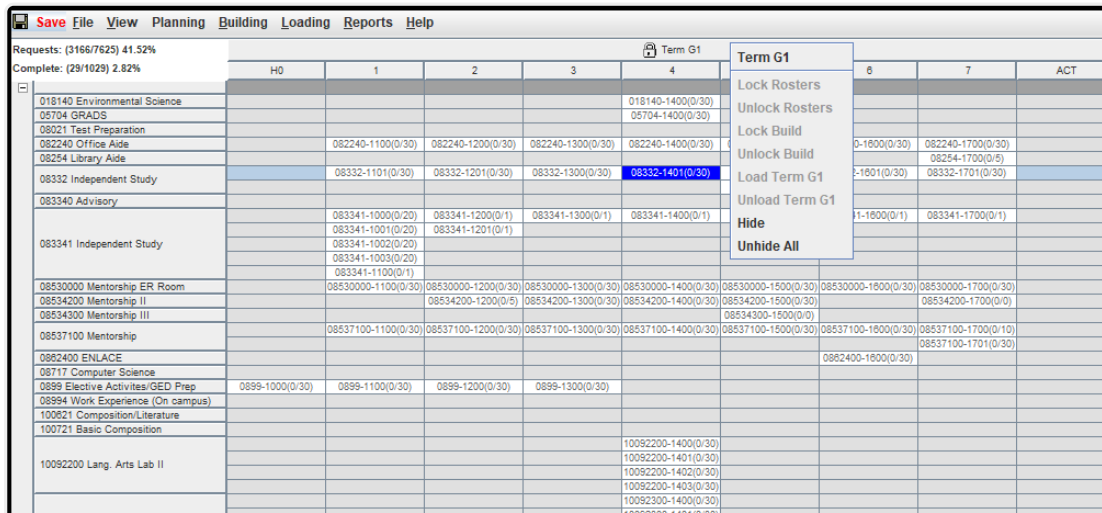 Save File View Planning Building Loading Reports Help
Requests: (3166/7625) 41.52%
Complete: (29/1029) 2.82%
Term G1
H0 1 2 3 4 6 7 ACT
Term G1
Lock Rosters
Unlock Rosters
Lock Build
Unlock Build
Load Term G1
Unload Term G1
Hide
Unhide All
018140 Environmental Science 018140-1400(0/30)
05704 GRADS 05704-1400(0/30)
08021 Test Preparation
082240 Office Aide 082240-1100(0/30) 082240-1200(0/30) 082240-1300(0/30) 082240-1400(0/30) 0-1600(0/30) 082240-1700(0/30)
08254 Library Aide 08254-1700(0/5)
08332 Independent Study 08332-1101(0/30) 08332-1201(0/30) 08332-1300(0/30) 08332-1401(0/30) 2-1601(0/30) 08332-1701(0/30)
083340 Advisory
083341-1000(0/20) 083341-1200(0/1) 083341-1300(0/1) 083341-1400(0/1) 41-1600(0/1) 083341-1700(0/1)
083341-1001(0/20) 083341-1201(0/1)
083341 Independent Study 083341-1002(0/20)
083341-1003(0/20)
083341-1100(0/1)
08530000 Mentorship ER Room 08530000-1100(0/30) 08530000-1200(0/30) 08530000-1300(0/30) 08530000-1400(0/30) 08530000-1500(0/30) 08530000-1600(0/30) 08530000-1700(0/30)
08534200 Mentorship II 08534200-1200(0/5) 08534200-1300(0/30) 08534200-1400(0/30) 08534200-1500(0/30) 08534200-1700(0/0)
08534300 Mentorship III 08534300-1500(0/0)
08537100 Mentorship 08537100-1100(0/30) 08537100-1200(0/30) 08537100-1300(0/30) 08537100-1400(0/30) 08537100-1500(0/30) 08537100-1600(0/30) 08537100-1700(0/10)
08537100-1701(0/30)
0862400 ENLACE 0862400-1600(0/30)
08717 Computer Science
0899 Elective Activites/GED Prep 0899-1000(0/30) 0899-1100(0/30) 0899-1200(0/30) 0899-1300(0/30)
08994 Work Experience (On campus)
100621 Composition/Literature
100721 Basic Composition
10092200-1400(0/30)
10092200 Lang. Arts Lab II 10092200-1401(0/30)
10092200-1402(0/30)
10092200-1403(0/30)
10092300-1400(0/30)